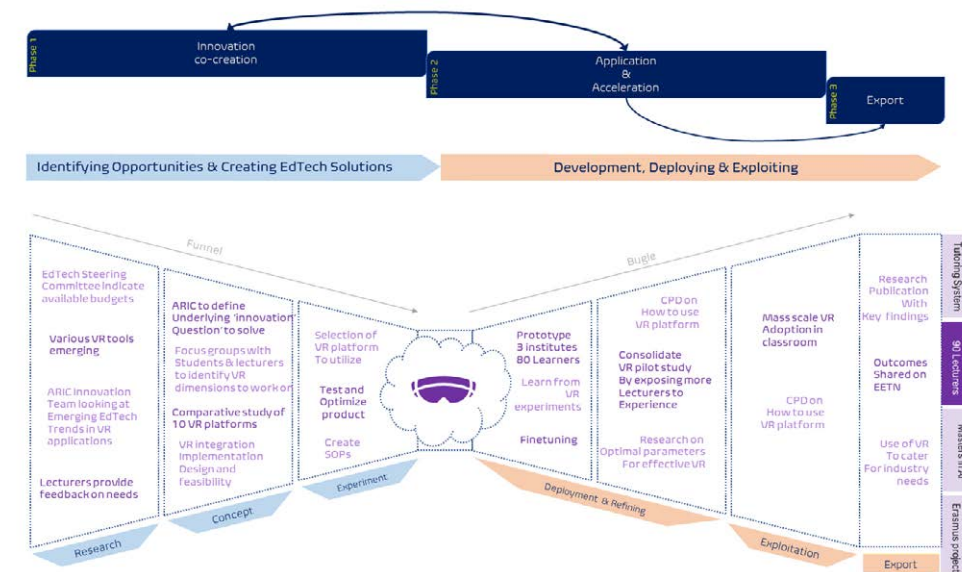 Phase 1
Innovation
co-creation
Phase 2
Application
&
Acceleration
Phase 3
Export
Identifying Opportunities & Creating EdTech Solutions
Development, Deploying & Exploiting
Funnel
Bugle
EdTech Steering
Committee indicate
available budgets
Various VR tools
emerging
ARIC innovation
Team looking at
Emerging EdTech
Trends in VR
applications
Lecturers provide
feedback on needs
Research
ARIC to define
Underlying 'innovation
Question' to solve
Focus groups with
Students & lecturers
to identify VR
dimensions to work on
Comparative study of
10 VR platforms
VR integration
Implementation
Design and
feasibility
Concept
Selection of
VR platform
To utilize
Test and
Optimize
product
Create
SOPs
Experiment
Prototype
3 institutes
80 Learners
Learn from
VR
experiments
Finetuning
CPD on
How to use
VR platform
Consolidate
VR pilot study
By exposing more
Lecturers to
Experience
Research on
Optimal parameters
For effective VR
Deployment & Refining
Mass scale VR
Adoption in
classroom
CPD on
How to use
VR platform
Exploitation
Research
Publication
With
Key findings
Outcomes
Shared on
EETN
Use of VR
To cater
For industry
needs
Export
Tutoring System
90 Lecturers
Erasmus project